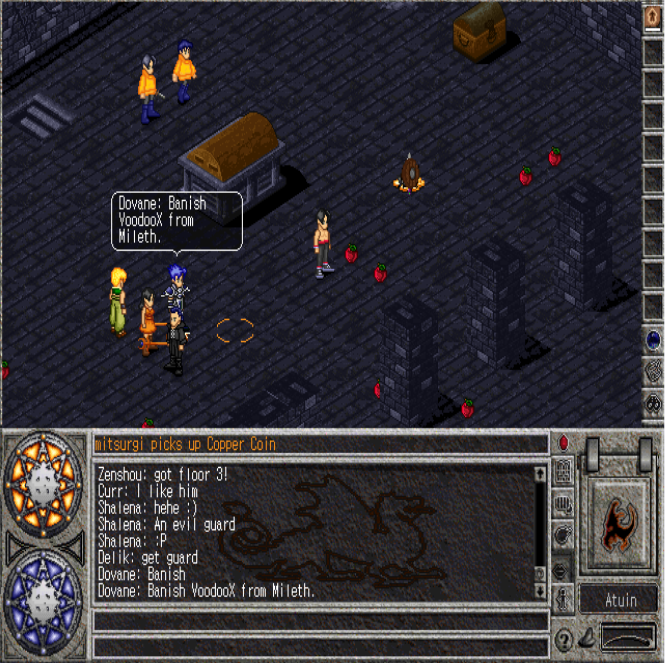 Dovane: Banish
VoodooX from
Mileth.
mitsurgi picks up Copper Coin
Zenshou: got floor 3!
Curr: I like him
Shalena: hehe :)
Shalena: An evil guard
Shalena: :P
Delik: get guard
Dovane: Banish
Dovane: Banish VoodooX from Mileth.
Atuin
?